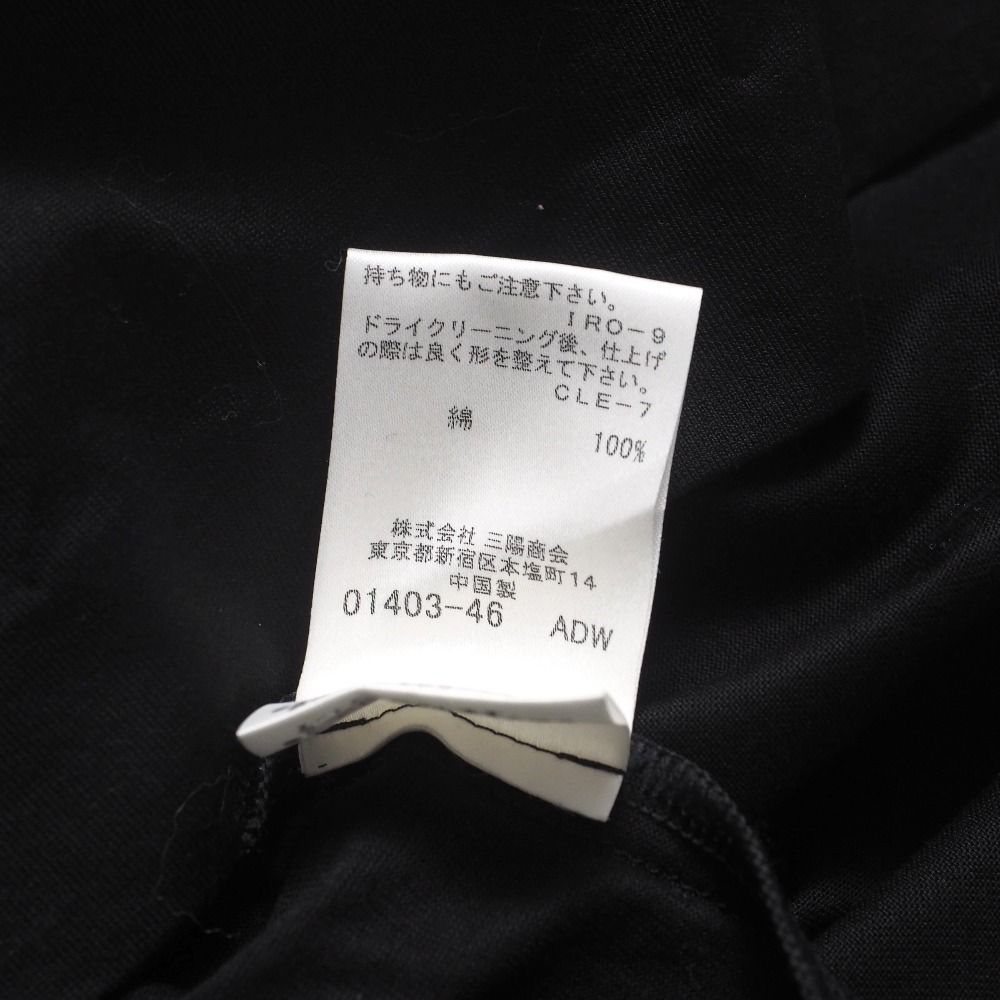 持ち物にもご注意下さい。
IRO-9
ドライクリーニング後、仕上げ
の際は良く形を整えて下さい。
CLE-7
綿 100%
株式会社 三陽商会
東京都新宿区本塩町14
中国製
01403-46 ADW